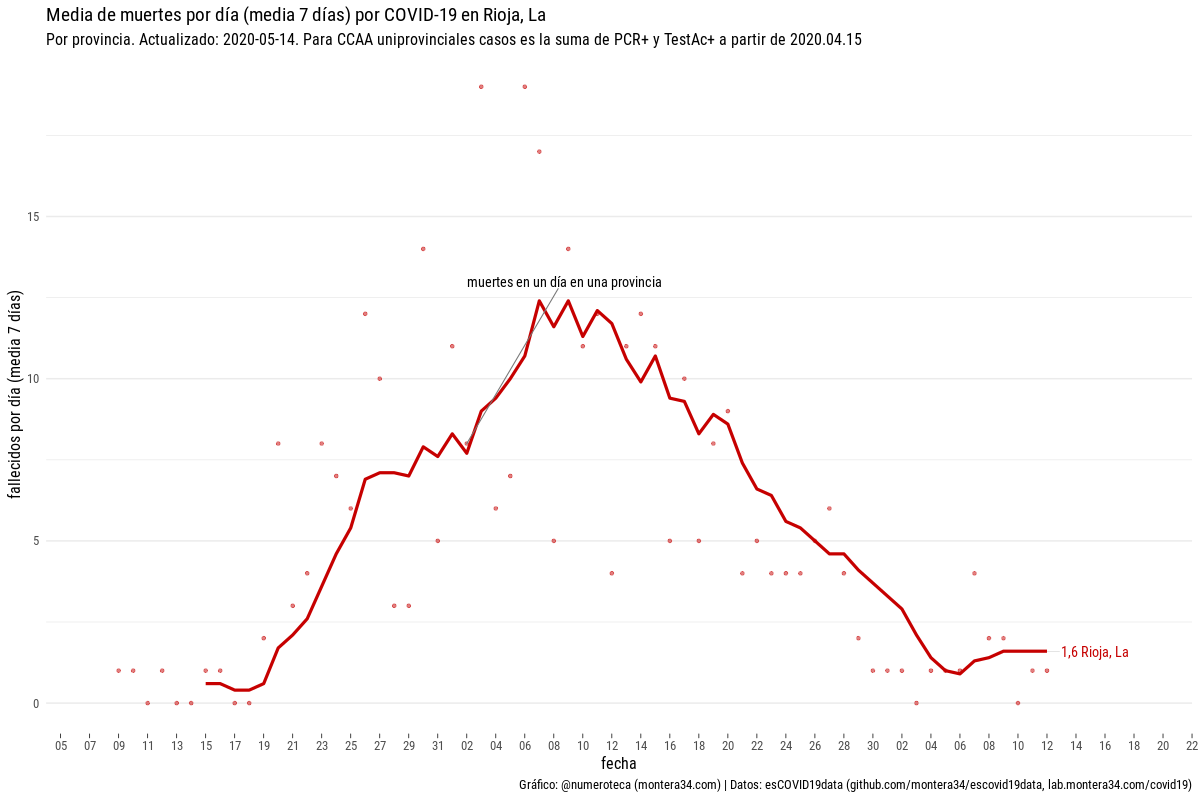 Media de muertes por día (media 7 días) por COVID-19 en Rioja, La
Por provincia. Actualizado: 2020-05-14. Para CCAA uniprovinciales casos es la suma de PCR+ y TestAc+ a partir de 2020.04.15
fallecidos por día (media 7 días)
15
10
5
0
muertes en un día en una provincia
1,6 Rioja, La
05 07 09 11 13 15 17 19 21 23 25 27 29 31 02 04 06 08 10 12 14 16 18 20 22 24 26 28 30 02 04 06 08 10 12 14 16 18 20 22
fecha
Gráfico: @numeroteca (montera34.com) | Datos: esCOVID19data (github.com/montera34/escovid19data, lab.montera34.com/covid19)